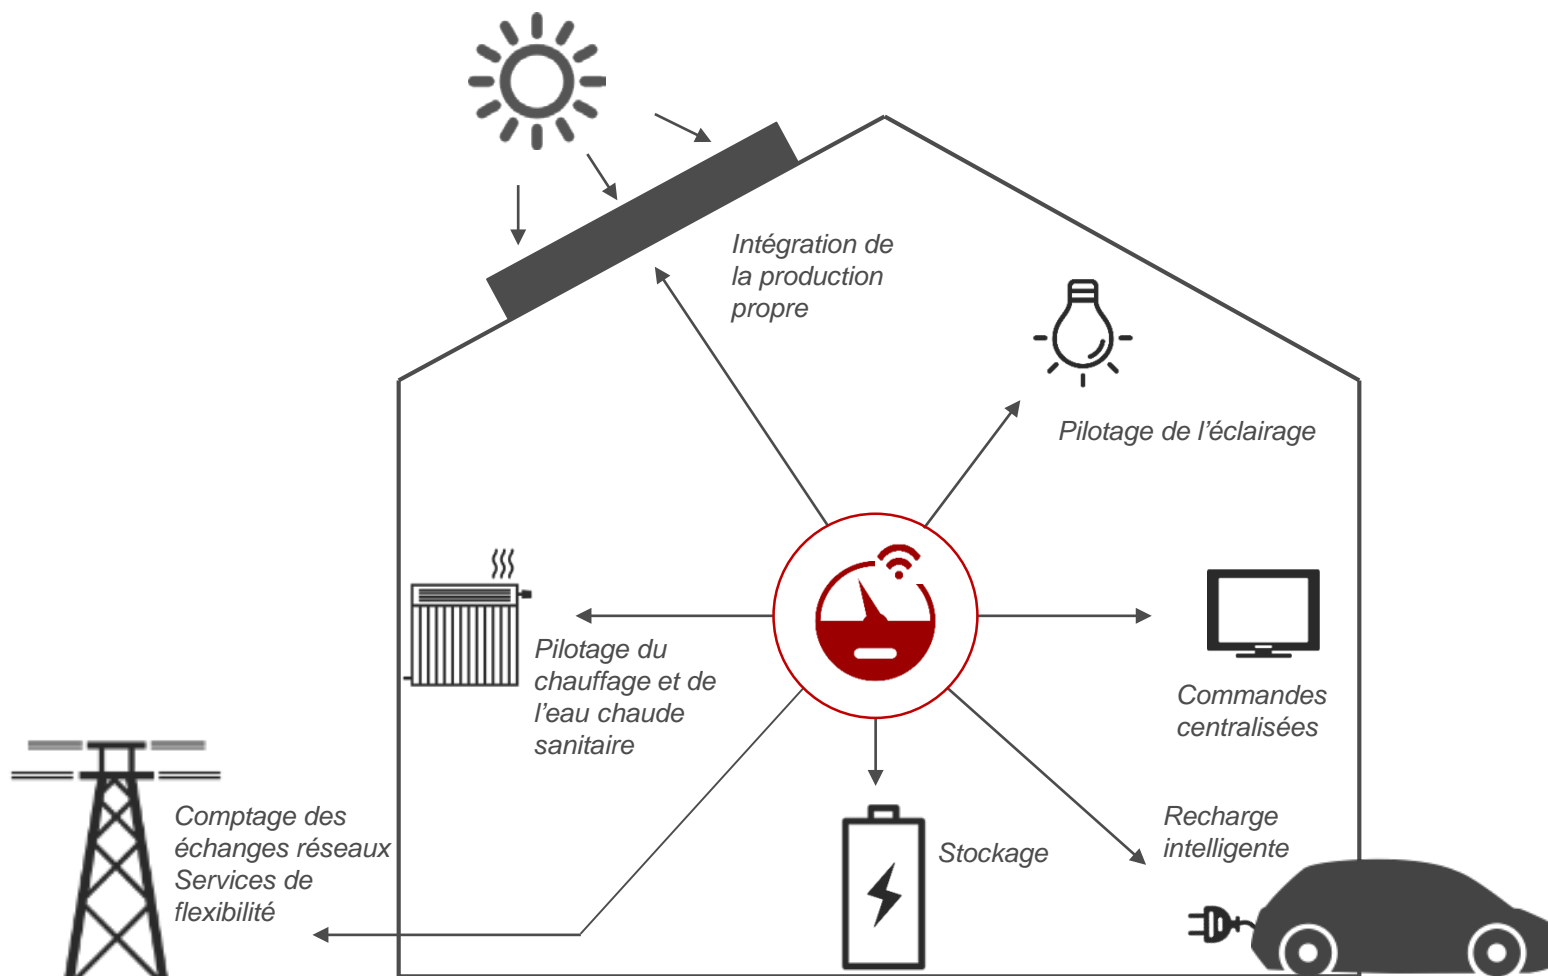 Intégration de
la production
propre
Pilotage de l’éclairage
Pilotage du
chauffage et de
l’eau chaude
sanitaire
Commandes
centralisées
Comptage des
échanges réseaux
Services de
flexibilité
Stockage
Recharge
intelligente